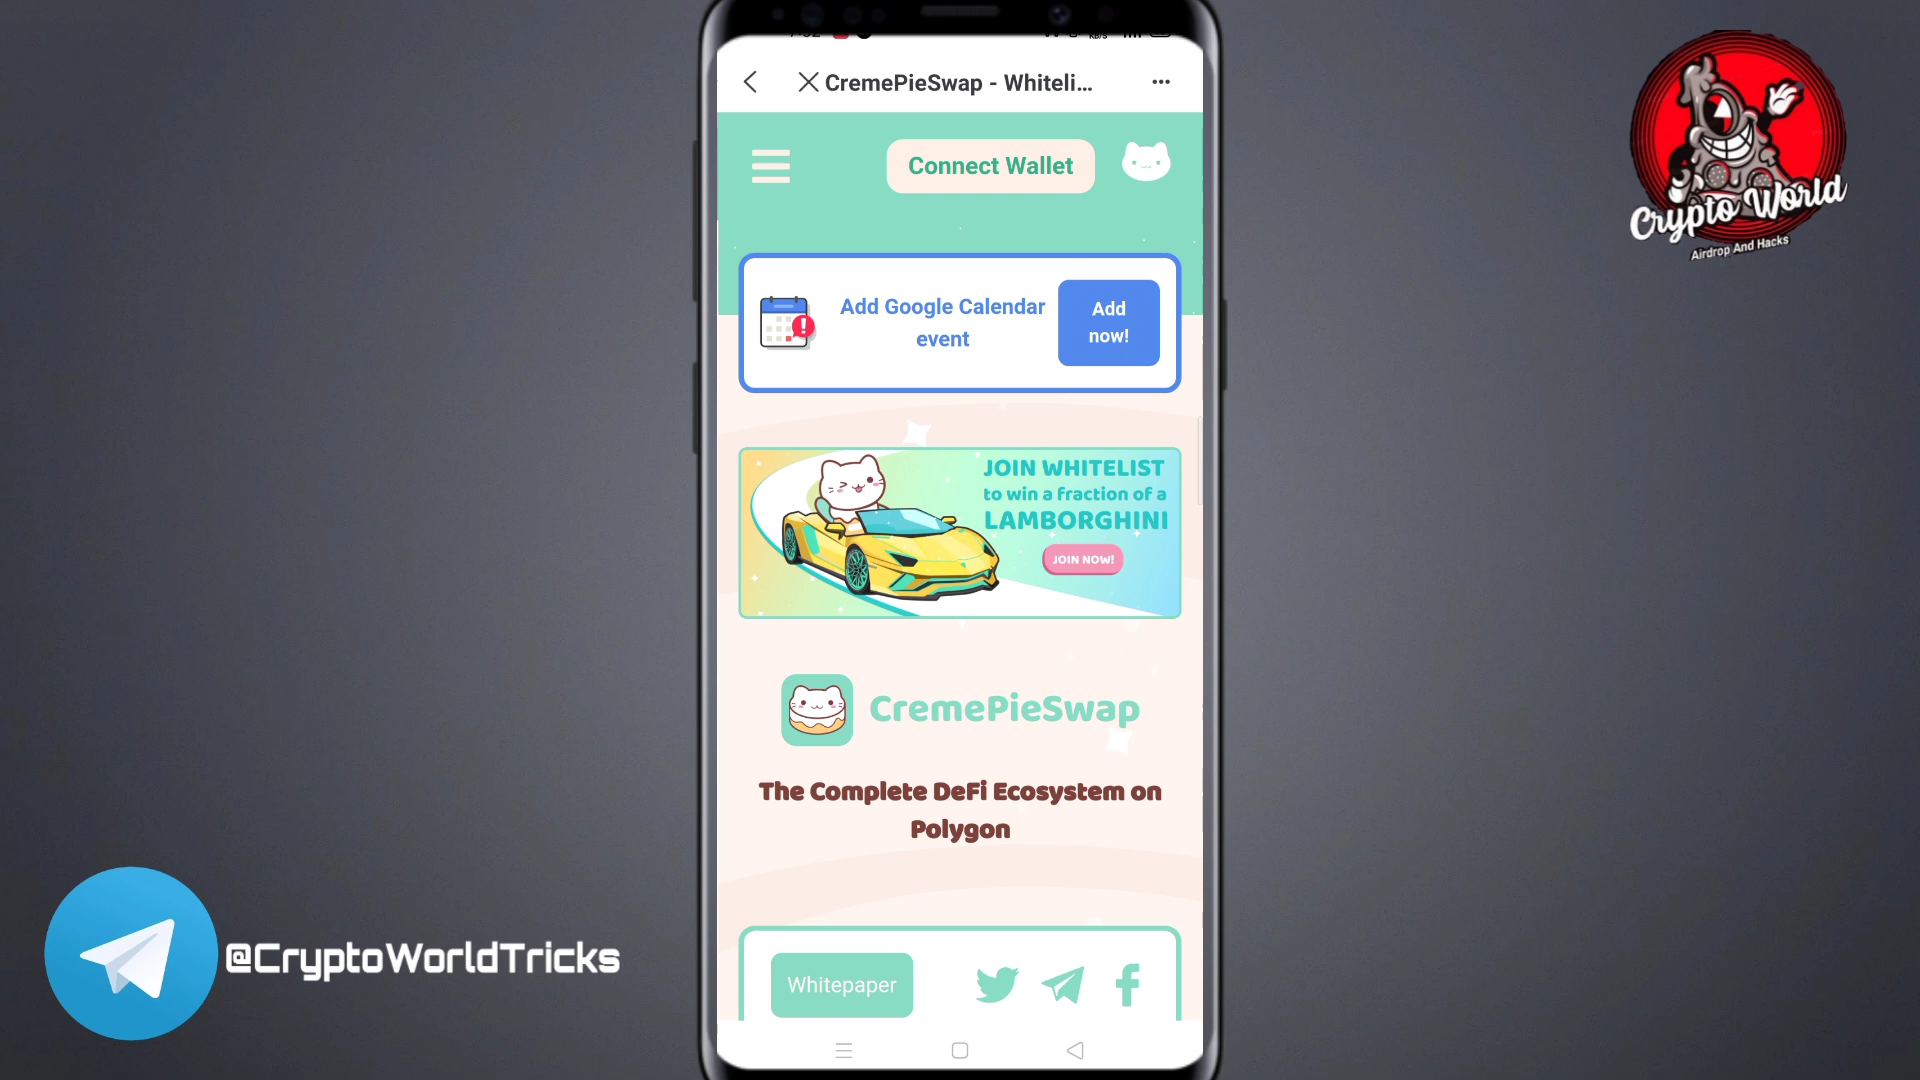 CremePieSwap - Whiteli...
Connect Wallet
Add Google Calendar
event
Add
now!
JOIN WHITELIST
to win a fraction of a
LAMBORGHINI
JOIN NOW!
CremePieSwap
The Complete DeFi Ecosystem on
Polygon
Whitepaper
Crypto World
Airdrop And Hacks
@CryptoWorldTricks